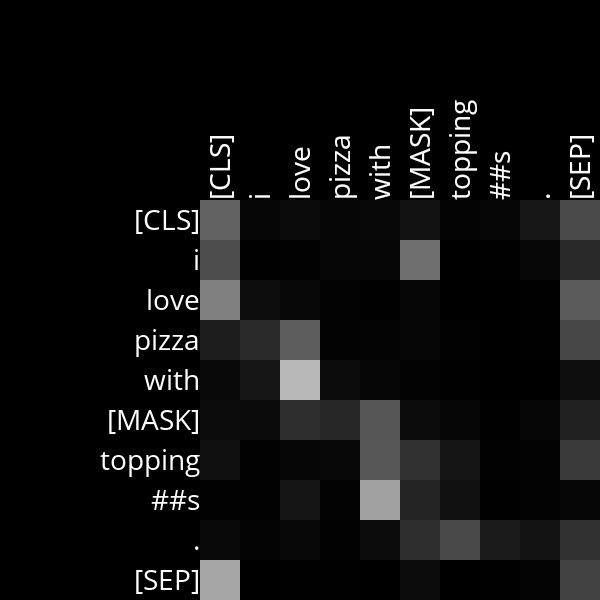 [CLS] i love pizza with [MASK] topping ##s . [SEP]
[CLS]
i
love
pizza
with
[MASK]
topping
##s
.
[SEP]